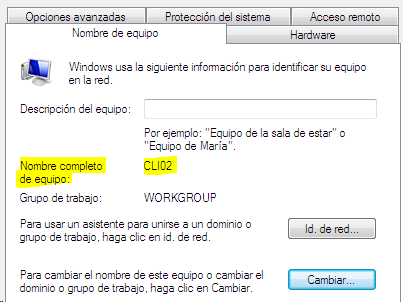 Opciones avanzadas
Protección del sistema
Acceso remoto
Nombre de equipo
Hardware
Windows usa la siguiente información para identificar su equipo
en la red.
Descripción del equipo:
Por ejemplo: "Equipo de la sala de estar" o
"Equipo de María".
Nombre completo
de equipo:
CLI02
Grupo de trabajo:
WORKGROUP
Para usar un asistente para unirse a un dominio o
grupo de trabajo, haga clic en id. de red.
Id. de red...
Para cambiar el nombre de este equipo o cambiar el
dominio o grupo de trabajo, haga clic en Cambiar.
Cambiar...